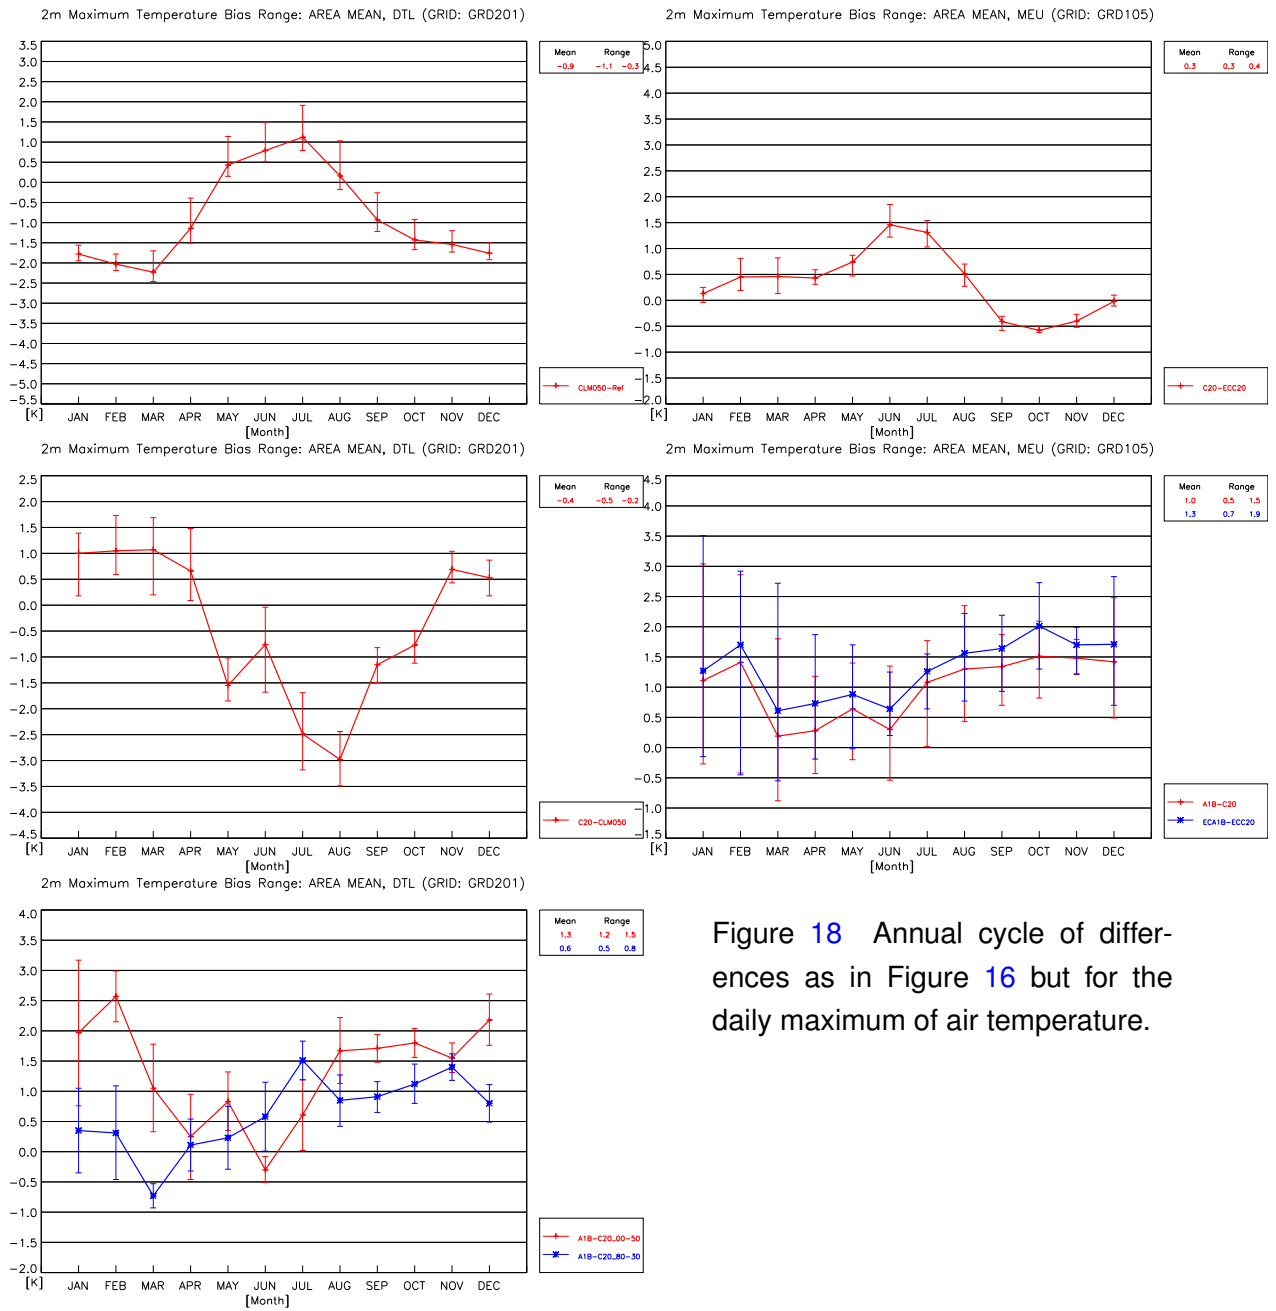 2m Maximum Temperature Bias Range: AREA MEAN, DTL (GRID: GRD201)
3.5
3.0
2.5
2.0
1.5
1.0
0.5
0.0
−0.5
−1.0
−1.5
−2.0
−2.5
−3.0
−3.5
−4.0
−4.5
−5.0
−5.5
[K]
JAN FEB MAR APR MAY JUN JUL AUG SEP OCT NOV DEC
[Month]
Mean Range
−0.9 −1.1 −0.3
CLM050−Ref
2m Maximum Temperature Bias Range: AREA MEAN, MEU (GRID: GRD105)
5.0
4.5
4.0
3.5
3.0
2.5
2.0
1.5
1.0
0.5
0.0
−0.5
−1.0
−1.5
−2.0
[K]
JAN FEB MAR APR MAY JUN JUL AUG SEP OCT NOV DEC
[Month]
Mean Range
0.3 0.3 0.4
C20−ECC20
2m Maximum Temperature Bias Range: AREA MEAN, DTL (GRID: GRD201)
2.5
2.0
1.5
1.0
0.5
0.0
−0.5
−1.0
−1.5
−2.0
−2.5
−3.0
−3.5
−4.0
−4.5
[K]
JAN FEB MAR APR MAY JUN JUL AUG SEP OCT NOV DEC
[Month]
Mean Range
−0.4 −0.5 −0.2
C20−CLM050
2m Maximum Temperature Bias Range: AREA MEAN, MEU (GRID: GRD105)
4.5
4.0
3.5
3.0
2.5
2.0
1.5
1.0
0.5
0.0
−0.5
−1.0
−1.5
[K]
JAN FEB MAR APR MAY JUN JUL AUG SEP OCT NOV DEC
[Month]
Mean Range
1.0 0.5 1.5
1.3 0.7 1.9
A1B−C20
ECA1B−ECC20
2m Maximum Temperature Bias Range: AREA MEAN, DTL (GRID: GRD201)
4.0
3.5
3.0
2.5
2.0
1.5
1.0
0.5
0.0
−0.5
−1.0
−1.5
−2.0
[K]
JAN FEB MAR APR MAY JUN JUL AUG SEP OCT NOV DEC
[Month]
Mean Range
1.3 1.2 1.5
0.6 0.5 0.8
A1B−C20_00−50
A1B−C20_80−30
Figure 18 Annual cycle of differ-
ences as in Figure 16 but for the
daily maximum of air temperature.